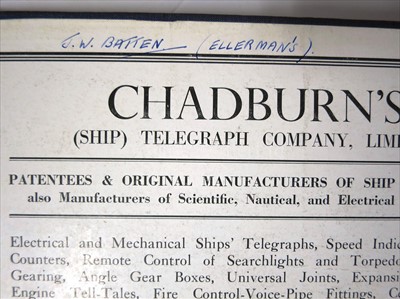 J. W. BATTEN (ELLERMAN'S).
CHADBURN'S
(SHIP) TELEGRAPH COMPANY, LIMI
PATENTEES & ORIGINAL MANUFACTURERS OF SHIP
also Manufacturers of Scientific, Nautical, and Electrical
Electrical and Mechanical Ships' Telegraphs, Speed Indic
Counters, Remote Control of Searchlights and Torpedo
Gearing, Angle Gear Boxes, Universal Joints, Expansi
Engine Tell-Tales, Fire Control-Voice-Pipe Fittings, C